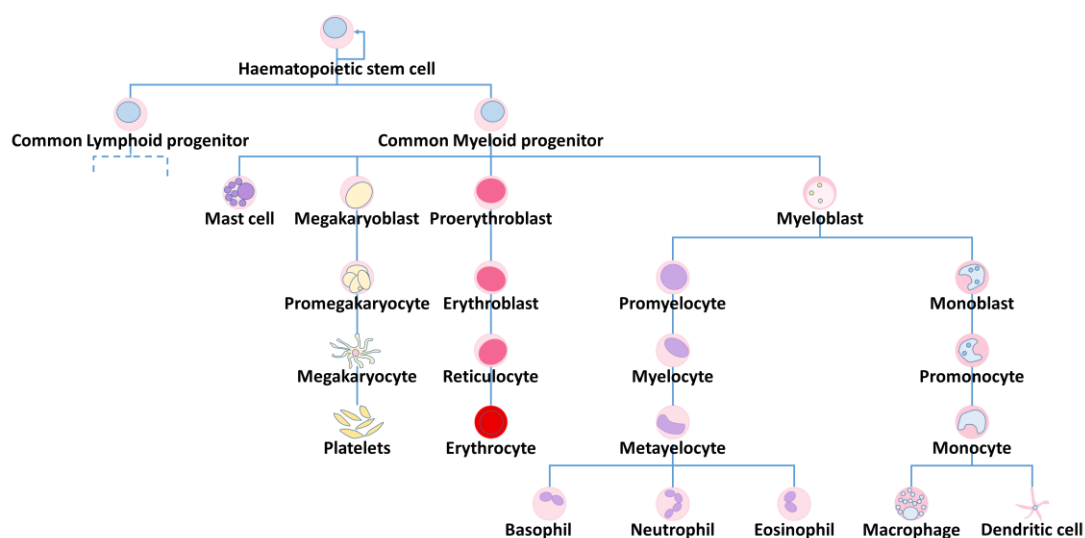 Haematopoietic stem cell
Common Lymphoid progenitor
Common Myeloid progenitor
Mast cell
Megakaryoblast
Proerythroblast
Myeloblast
Promegakaryocyte
Erythroblast
Promyelocyte
Monoblast
Megakaryocyte
Reticulocyte
Myelocyte
Promonocyte
Platelets
Erythrocyte
Metayelocyte
Monocyte
Basophil
Neutrophil
Eosinophil
Macrophage
Dendritic cell